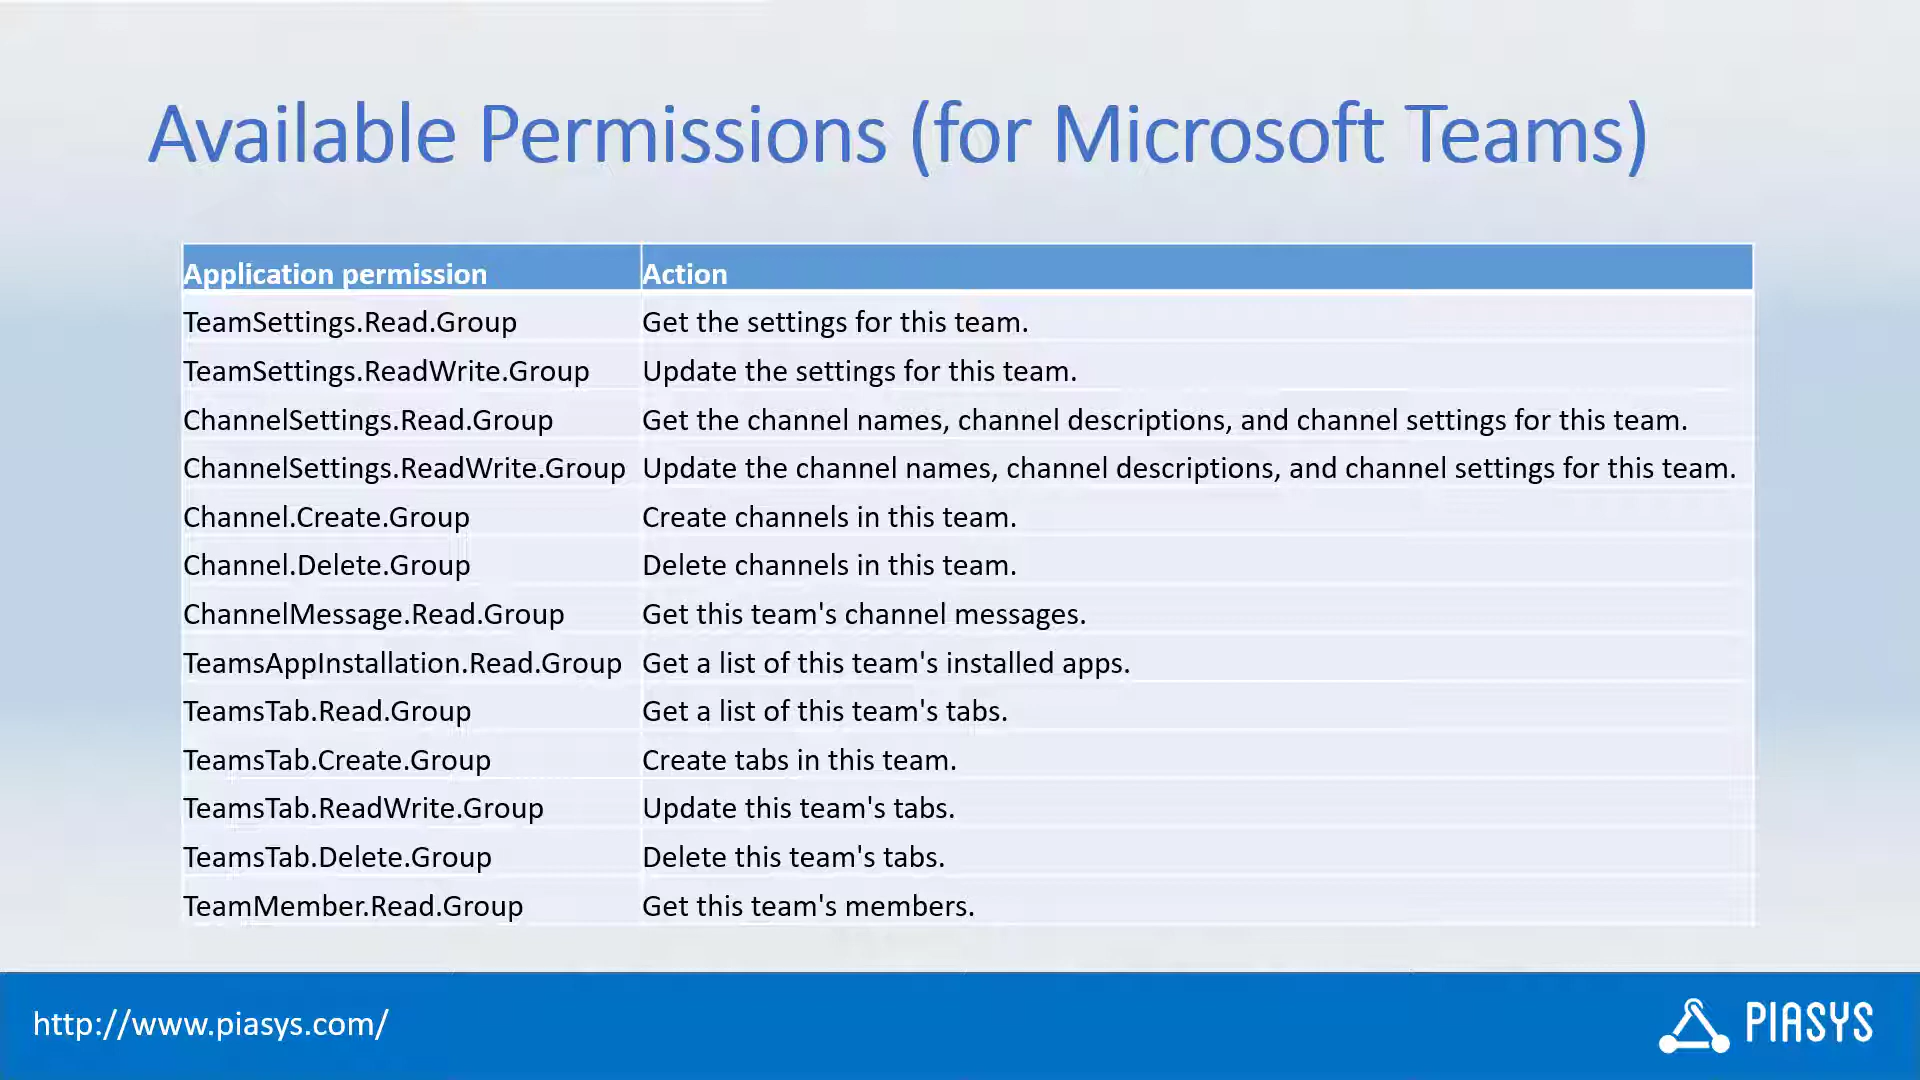 Available Permissions (for Microsoft Teams)
Application permission Action
TeamSettings.Read.Group Get the settings for this team.
TeamSettings.ReadWrite.Group Update the settings for this team.
ChannelSettings.Read.Group Get the channel names, channel descriptions, and channel settings for this team.
ChannelSettings.ReadWrite.Group Update the channel names, channel descriptions, and channel settings for this team.
Channel.Create.Group Create channels in this team.
Channel.Delete.Group Delete channels in this team.
ChannelMessage.Read.Group Get this team's channel messages.
TeamsAppInstallation.Read.Group Get a list of this team's installed apps.
TeamsTab.Read.Group Get a list of this team's tabs.
TeamsTab.Create.Group Create tabs in this team.
TeamsTab.ReadWrite.Group Update this team's tabs.
TeamsTab.Delete.Group Delete this team's tabs.
TeamMember.Read.Group Get this team's members.
http://www.piasys.com/ PIASYS